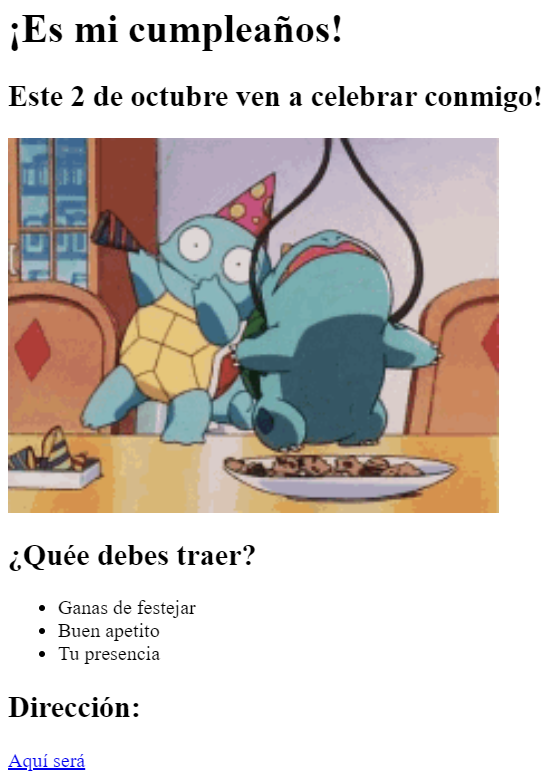 ¡Es mi cumpleaños!
Este 2 de octubre ven a celebrar conmigo!
¿Quée debes traer?
Ganas de festejar
Buen apetito
Tu presencia
Dirección:
Aquí será